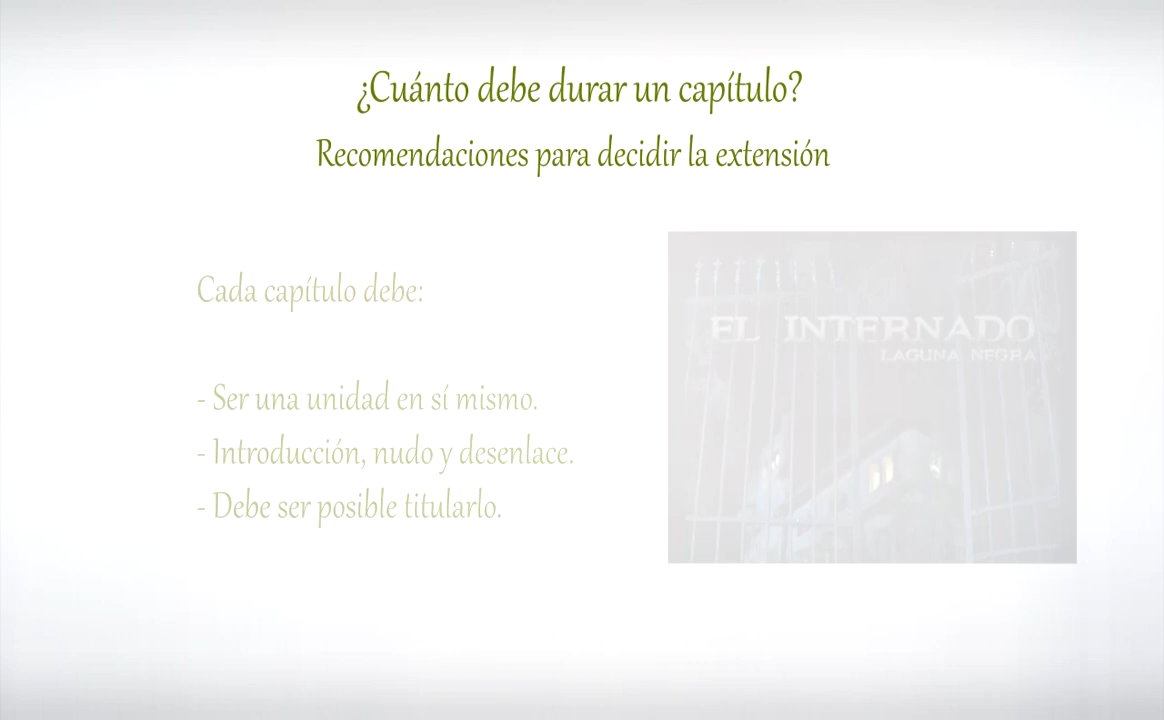 ¿Cuánto debe durar un capítulo?
Recomendaciones para decidir la extensión
Cada capítulo debe:
- Ser una unidad en sí mismo.
- Introducción, nudo y desenlace.
- Debe ser posible titularlo.
EL INTERNADO
LAGUNA NEGRA